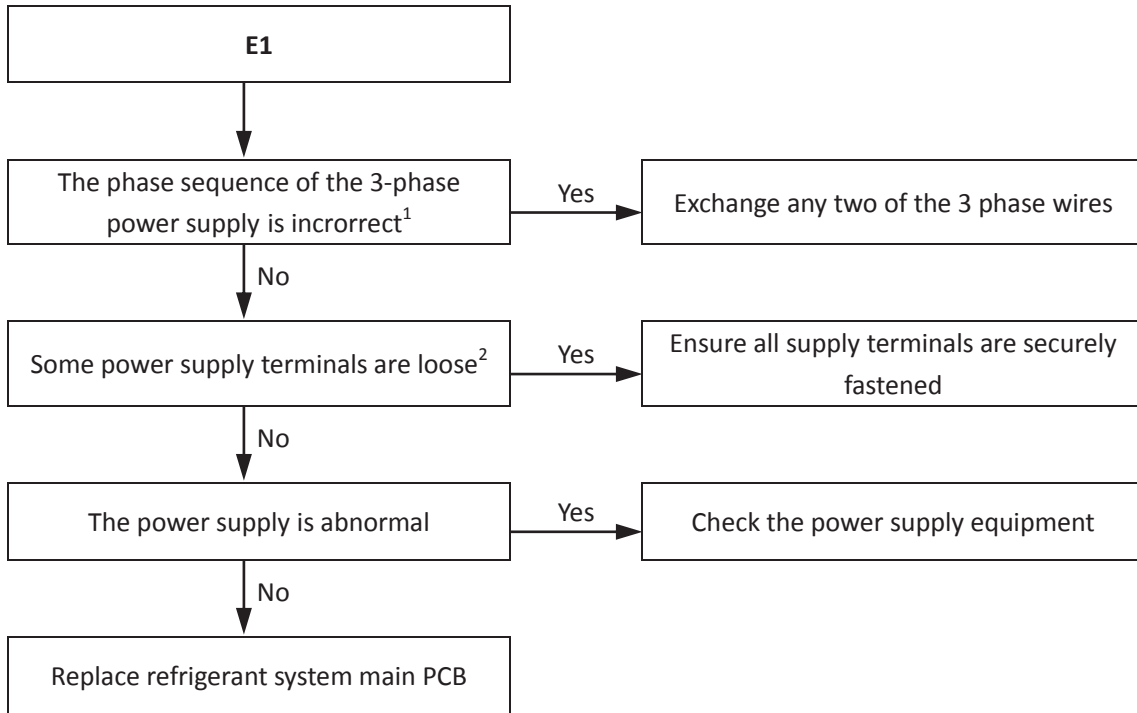 E1
The phase sequence of the 3-phase
power supply is incrorrect¹
Yes
Exchange any two of the 3 phase wires
No
Some power supply terminals are loose²
Yes
Ensure all supply terminals are securely
fastened
No
The power supply is abnormal
Yes
Check the power supply equipment
No
Replace refrigerant system main PCB